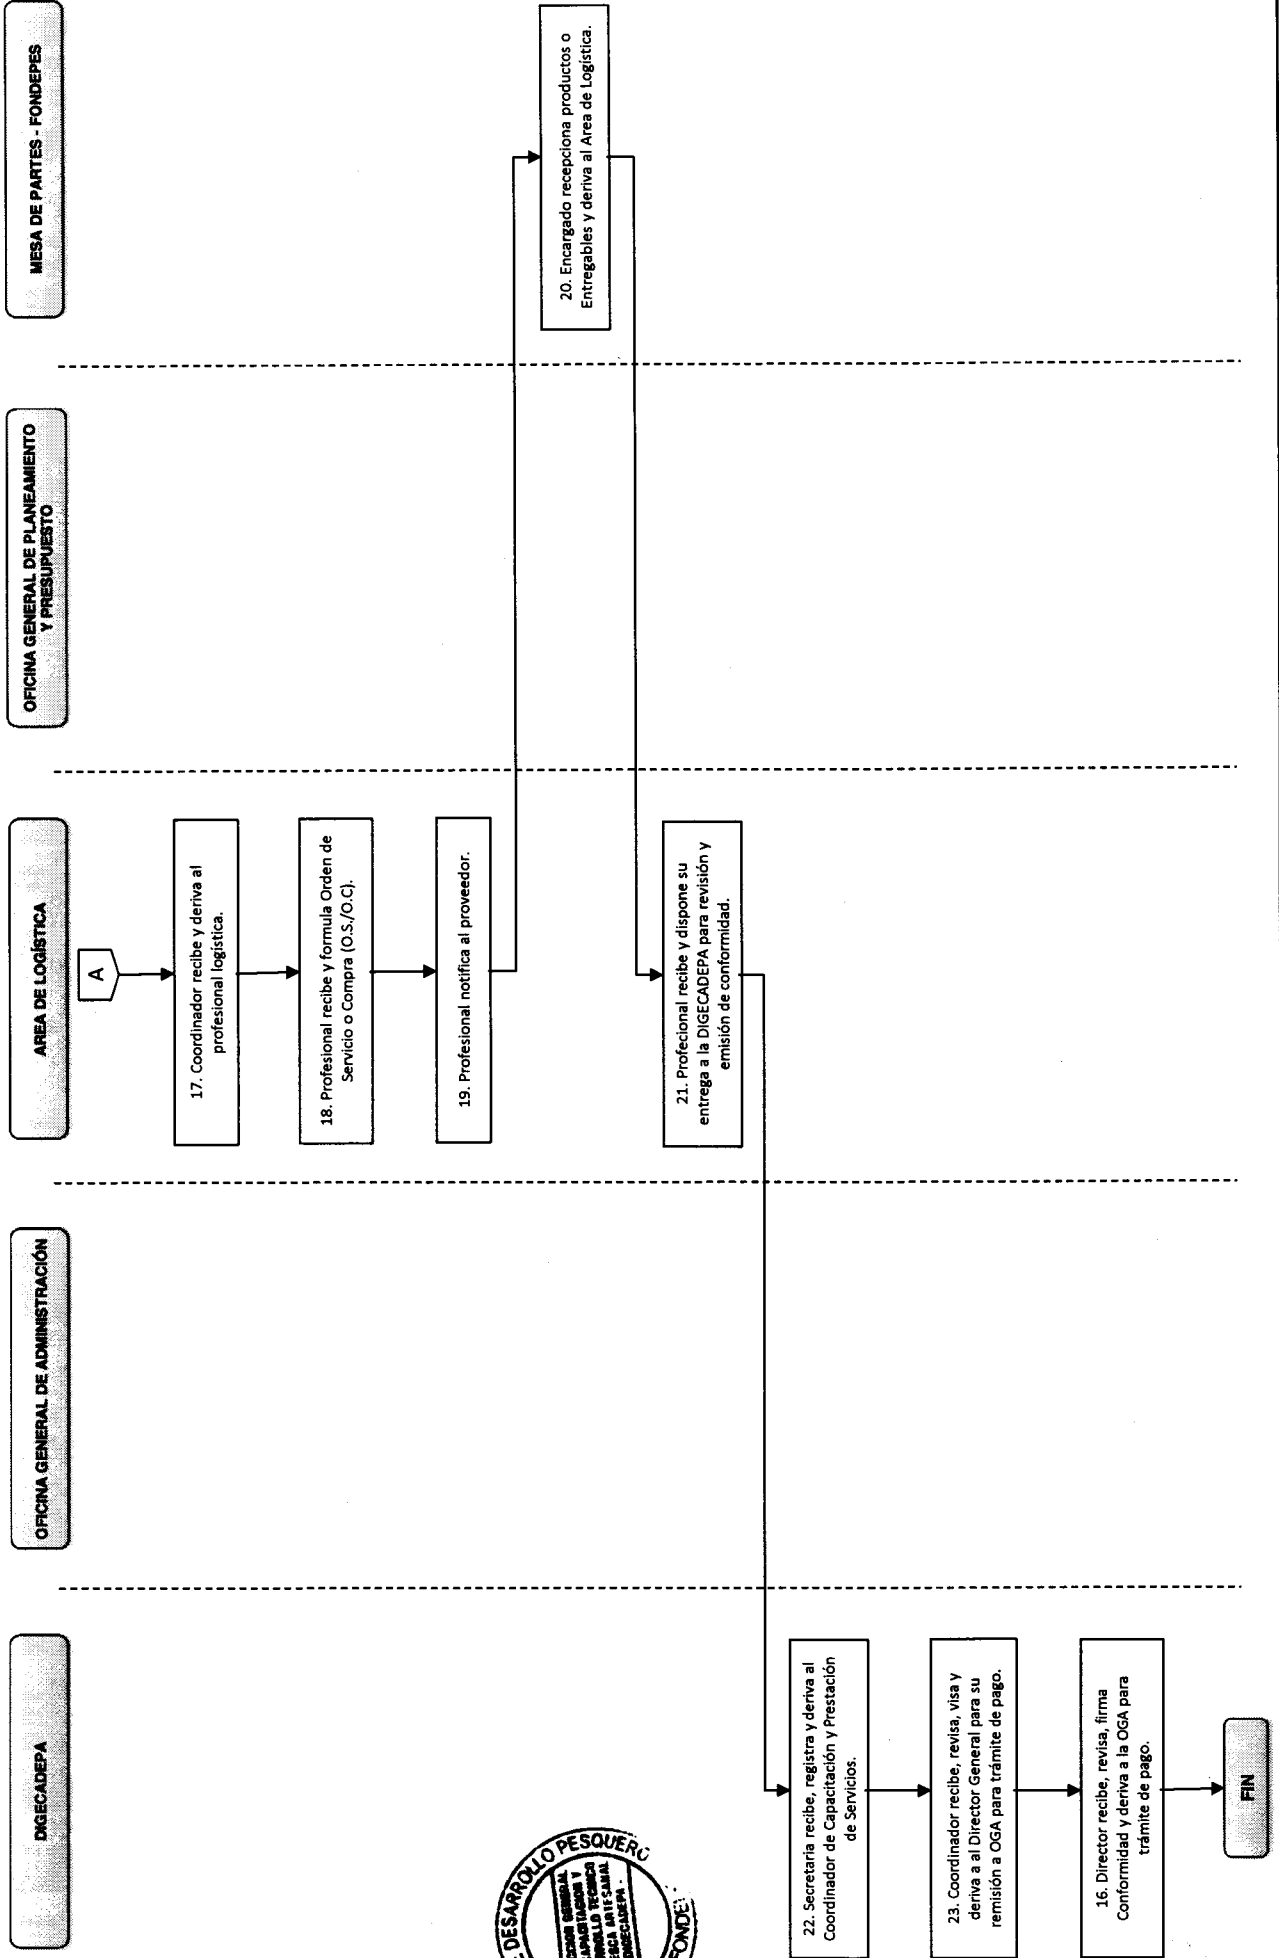 DIGECADEPA
OFICINA GENERAL DE ADMINISTRACIÓN
AREA DE LOGÍSTICA
OFICINA GENERAL DE PLANEAMIENTO
Y PRESUPUESTO
MESA DE PARTES - FONDEPES
A
17. Coordinador recibe y deriva al
profesional logística.
18. Profesional recibe y formula Orden de
Servicio o Compra (O.S./O.C).
19. Profesional notifica al proveedor.
20. Encargado recepciona productos o
Entregables y deriva al Area de Logística.
21. Profecional recibe y dispone su
entrega a la DIGECADEPA para revisión y
emisión de conformidad.
22. Secretaria recibe, registra y deriva al
Coordinador de Capacitación y Prestación
de Servicios.
23. Coordinador recibe, revisa, visa y
deriva a al Director General para su
remisión a OGA para trámite de pago.
16. Director recibe, revisa, firma
Conformidad y deriva a la OGA para
trámite de pago.
FIN
DE DESARROLLO PESQUERO
GENERAL
TECNICO
ARTESANAL
DIGECADEPA -